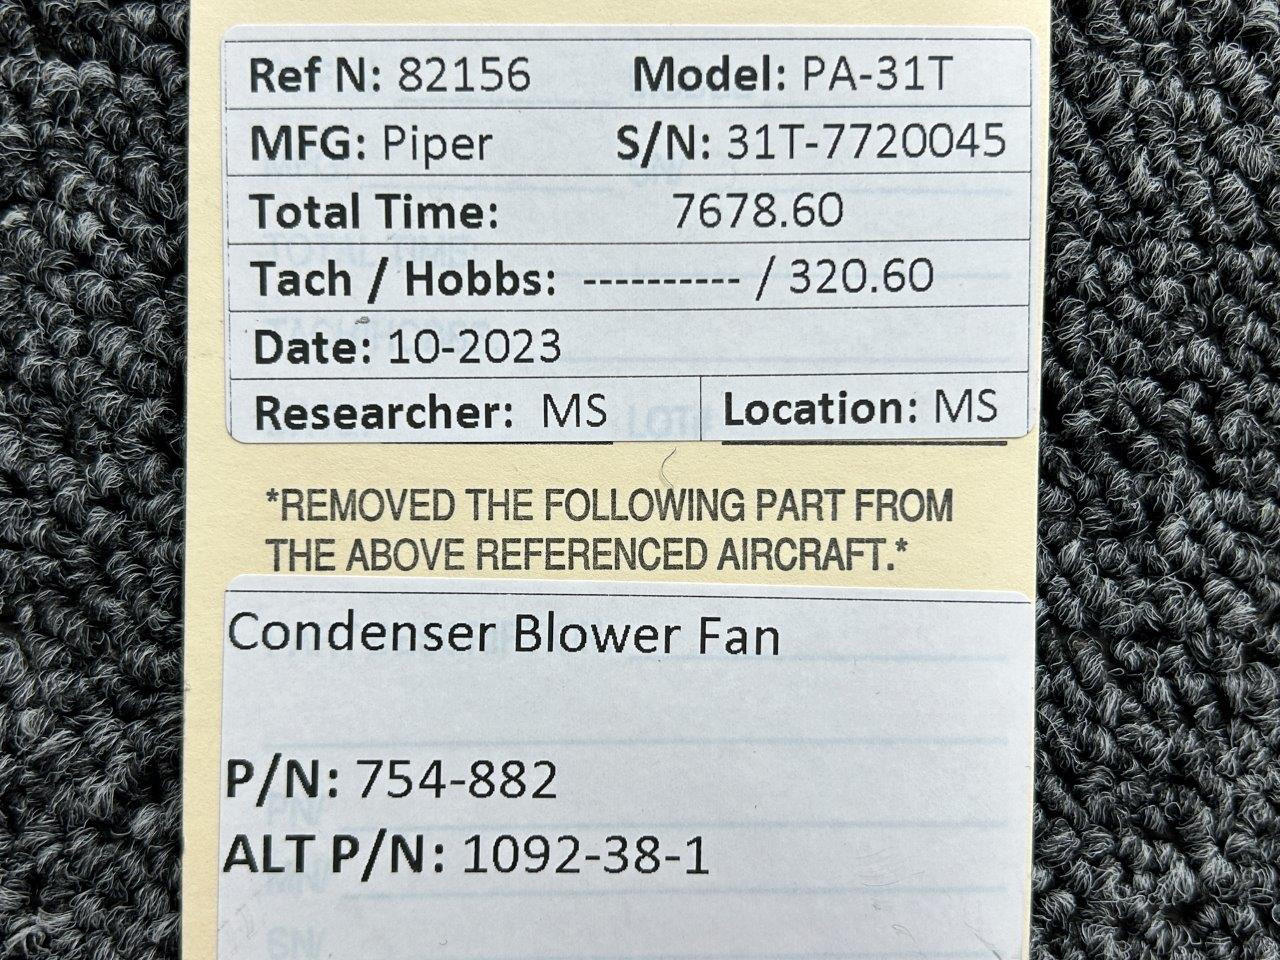 Ref N: 82156 Model: PA-31T
MFG: Piper S/N: 31T-7720045
Total Time: 7678.60
Tach / Hobbs: ---------- / 320.60
Date: 10-2023
Researcher: MS Location: MS
*REMOVED THE FOLLOWING PART FROM
THE ABOVE REFERENCED AIRCRAFT.*
Condenser Blower Fan
P/N: 754-882
ALT P/N: 1092-38-1